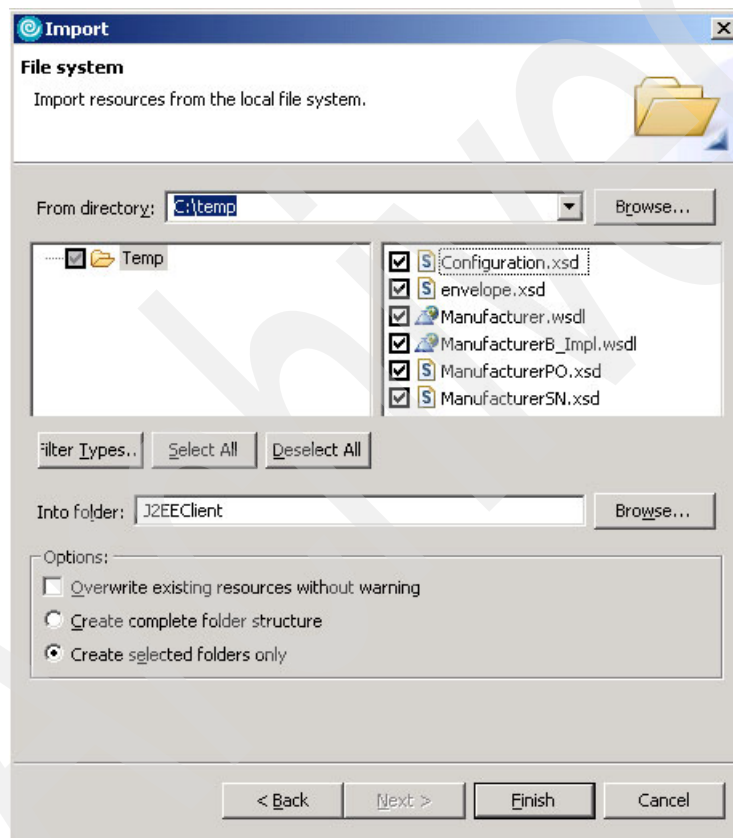 Import
File system
Import resources from the local file system.
From directory: C:\temp Browse...
Temp
Configuration.xsd
envelope.xsd
Manufacturer.wsdl
ManufacturerB_Impl.wsdl
ManufacturerPO.xsd
ManufacturerSN.xsd
Filter Types.. Select All Deselect All
Into folder: J2EEClient Browse...
Options:
Overwrite existing resources without warning
Create complete folder structure
Create selected folders only
< Back Next > Finish Cancel